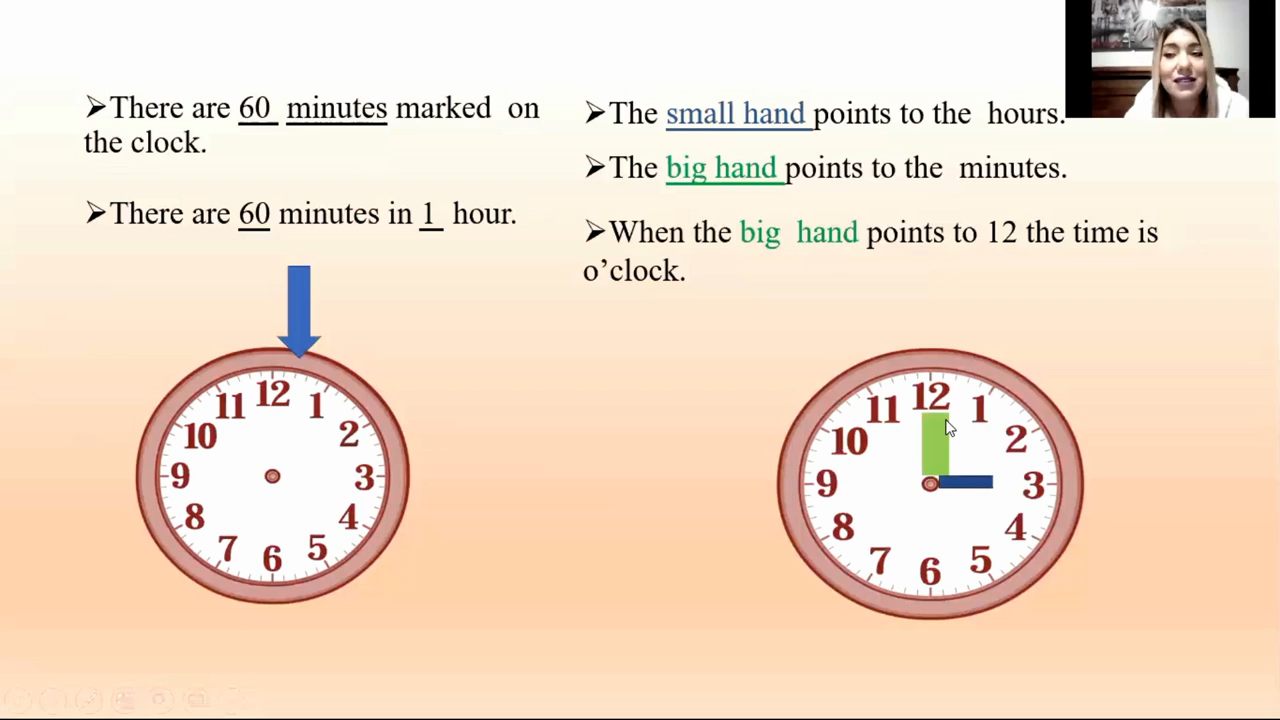 ➢There are 60 minutes marked on
the clock.
➢There are 60 minutes in 1 hour.
➢The small hand points to the hours.
➢The big hand points to the minutes.
➢When the big hand points to 12 the time is
o’clock.
12
11 1
10 2
9 3
8 4
7 5
6
12
11 1
10 2
9 3
8 4
7 5
6